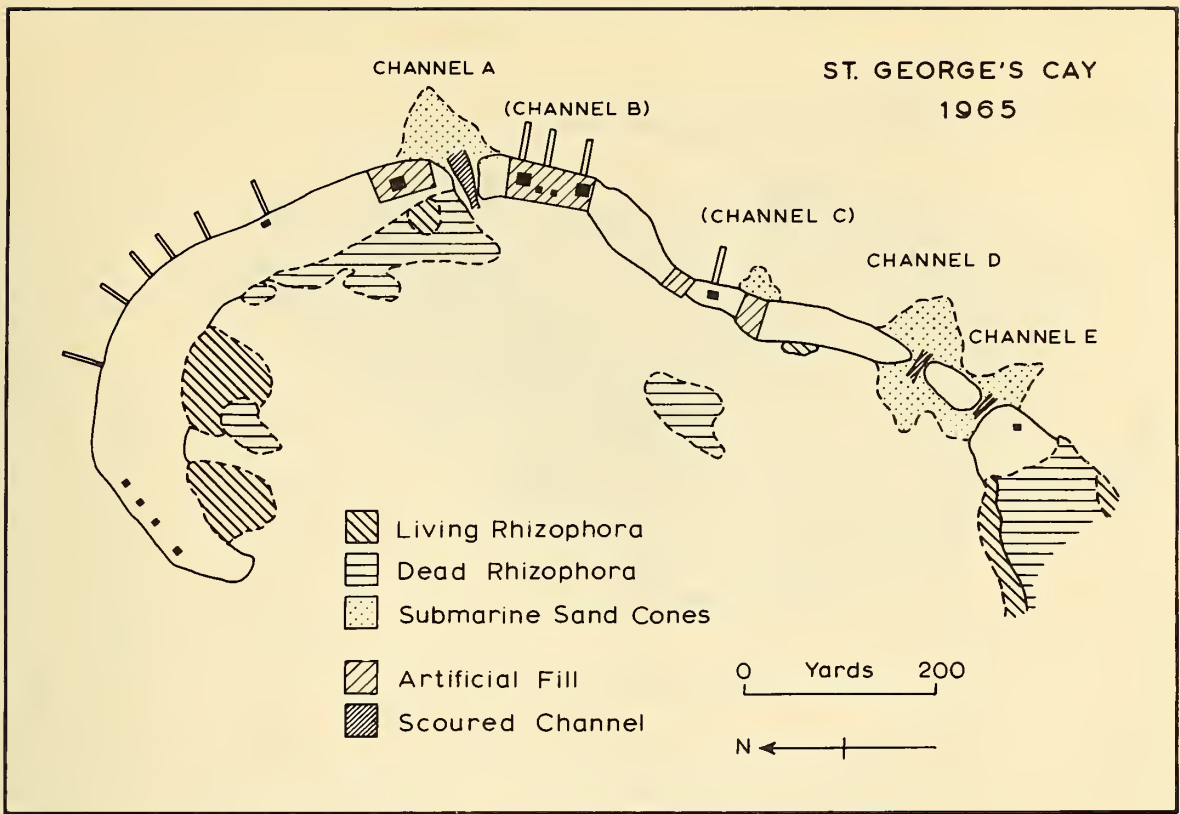 ST. GEORGE'S CAY
1965
CHANNEL A
(CHANNEL B)
(CHANNEL C)
CHANNEL D
CHANNEL E
Living Rhizophora
Dead Rhizophora
Submarine Sand Cones
Artificial Fill
Scoured Channel
0 Yards 200
N